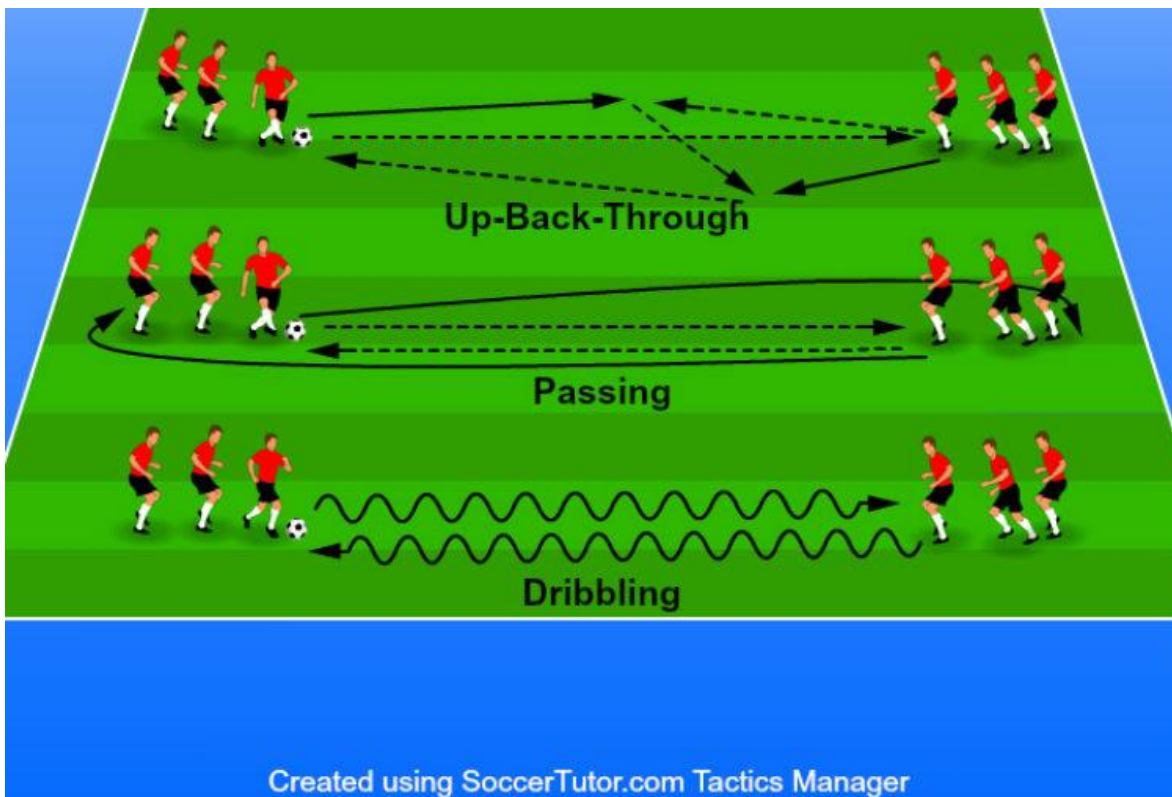 Up-Back-Through
Passing
Dribbling
Created using SoccerTutor.com Tactics Manager